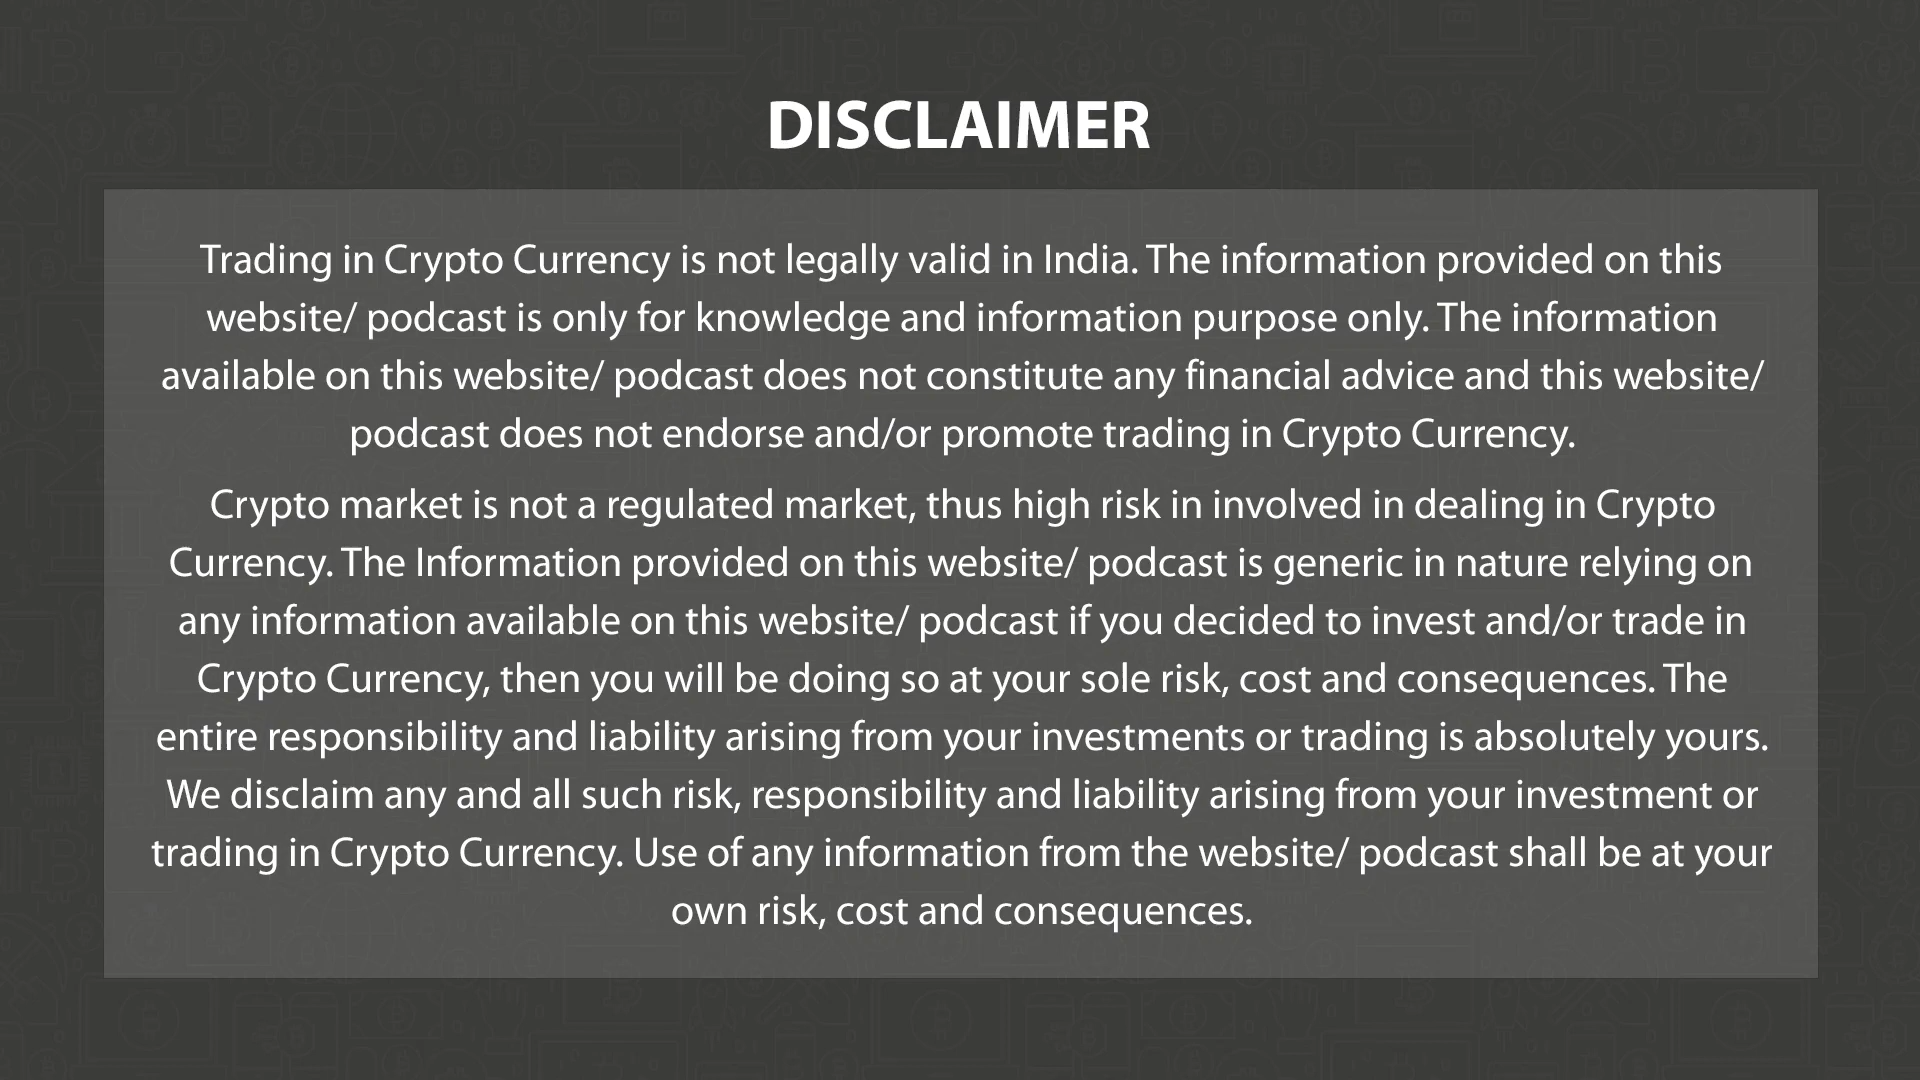 DISCLAIMER
Trading in Crypto Currency is not legally valid in India. The information provided on this
website/ podcast is only for knowledge and information purpose only. The information
available on this website/ podcast does not constitute any financial advice and this website/
podcast does not endorse and/or promote trading in Crypto Currency.
Crypto market is not a regulated market, thus high risk in involved in dealing in Crypto
Currency. The Information provided on this website/ podcast is generic in nature relying on
any information available on this website/ podcast if you decided to invest and/or trade in
Crypto Currency, then you will be doing so at your sole risk, cost and consequences. The
entire responsibility and liability arising from your investments or trading is absolutely yours.
We disclaim any and all such risk, responsibility and liability arising from your investment or
trading in Crypto Currency. Use of any information from the website/ podcast shall be at your
own risk, cost and consequences.